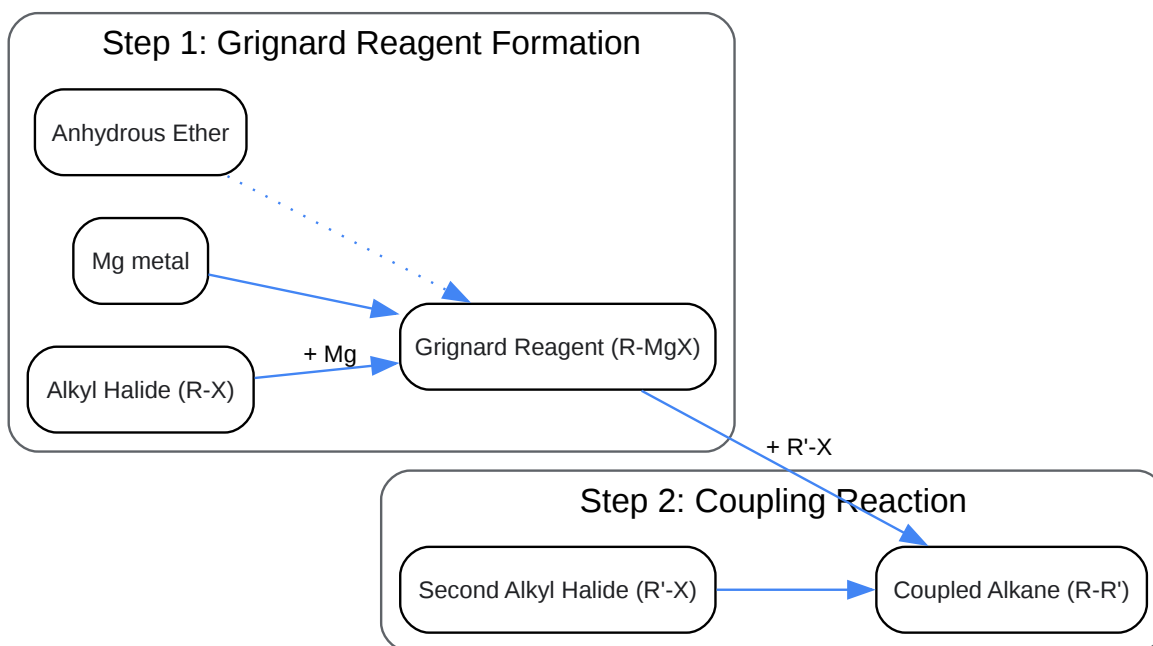 Step 1: Grignard Reagent Formation
Anhydrous Ether
Mg metal
Alkyl Halide (R-X)
+ Mg
Grignard Reagent (R-MgX)
+ R'-X
Step 2: Coupling Reaction
Second Alkyl Halide (R'-X)
Coupled Alkane (R-R')